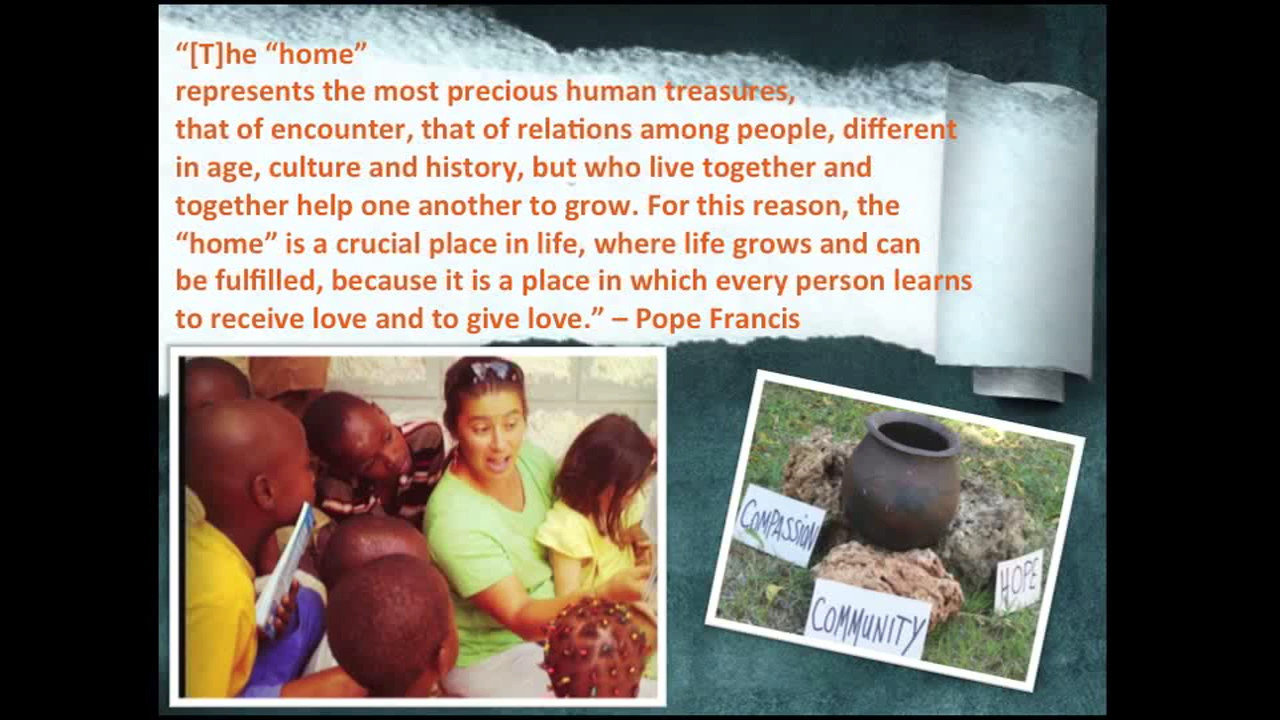 “[T]he “home”
represents the most precious human treasures,
that of encounter, that of relations among people, different
in age, culture and history, but who live together and
together help one another to grow. For this reason, the
“home” is a crucial place in life, where life grows and can
be fulfilled, because it is a place in which every person learns
to receive love and to give love.” – Pope Francis
COMPASSION
HOPE
COMMUNITY